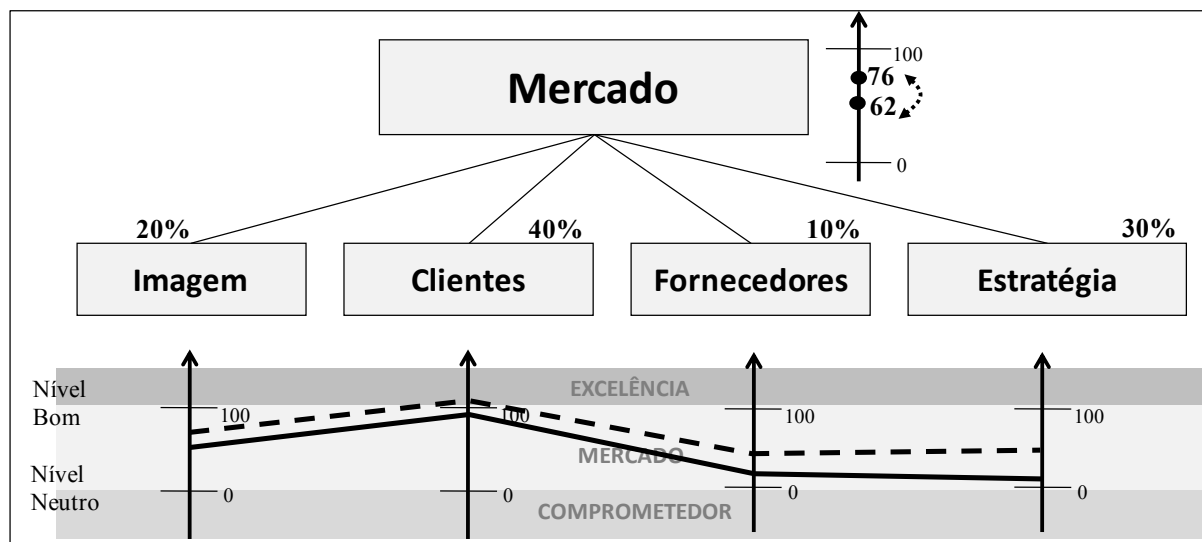 Mercado
100
76
62
0
20%
40%
10%
30%
Imagem
Clientes
Fornecedores
Estratégia
EXCELÊNCIA
Nível
Bom
100
100
100
100
MERCADO
Nível
Neutro
0
0
0
0
COMPROMETEDOR